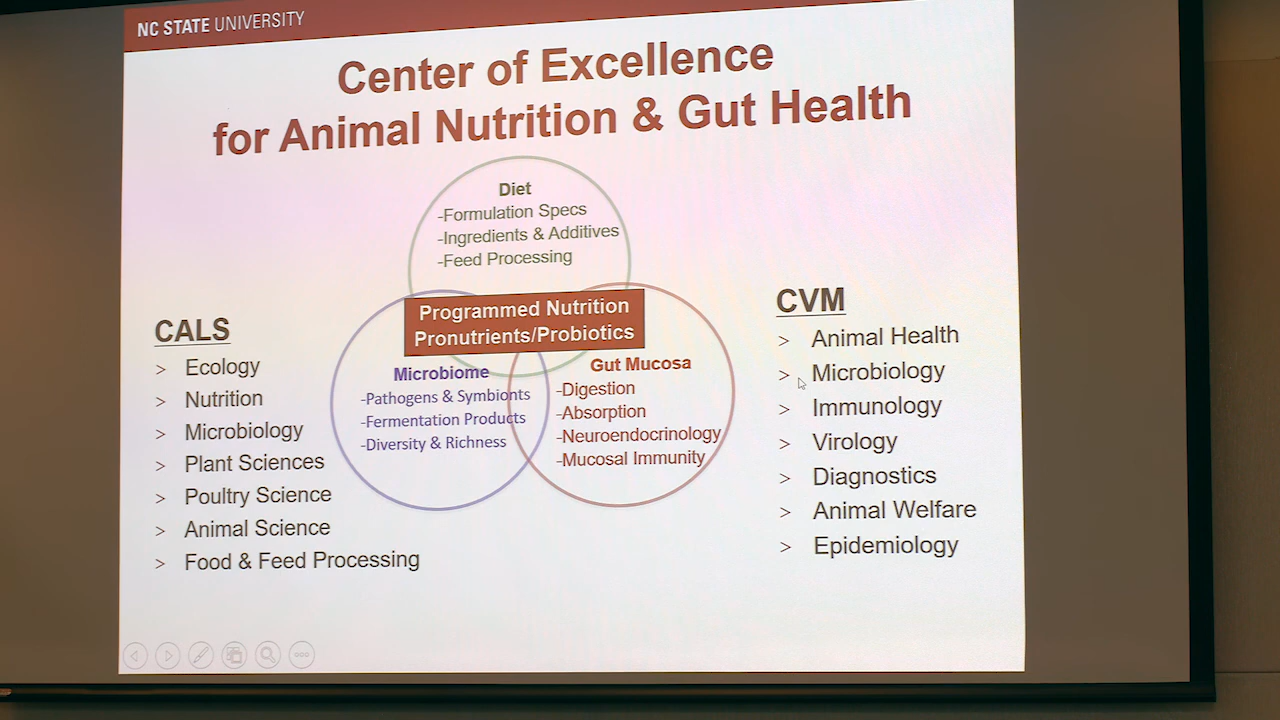 NC STATE UNIVERSITY
Center of Excellence
for Animal Nutrition & Gut Health
Diet
-Formulation Specs
-Ingredients & Additives
-Feed Processing
Programmed Nutrition
Pronutrients/Probiotics
Microbiome
-Pathogens & Symbionts
-Fermentation Products
-Diversity & Richness
Gut Mucosa
-Digestion
-Absorption
-Neuroendocrinology
-Mucosal Immunity
CALS
> Ecology
> Nutrition
> Microbiology
> Plant Sciences
> Poultry Science
> Animal Science
> Food & Feed Processing
CVM
> Animal Health
> Microbiology
> Immunology
> Virology
> Diagnostics
> Animal Welfare
> Epidemiology